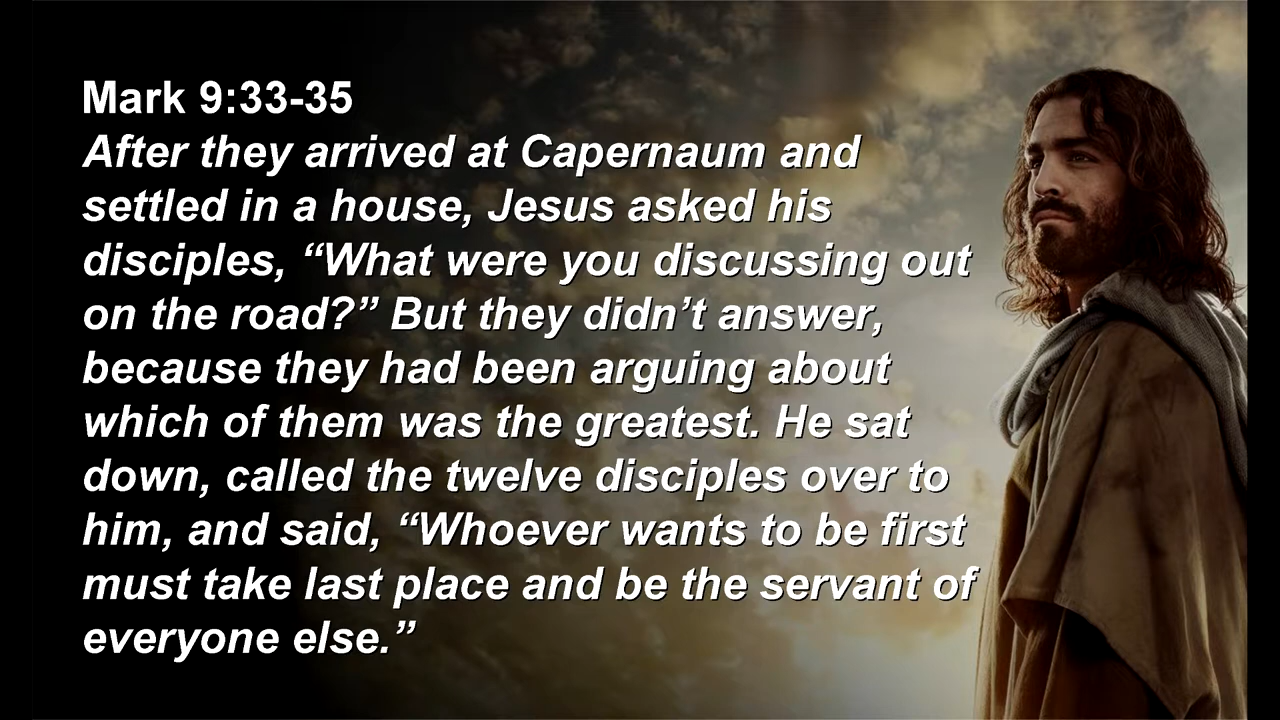 Mark 9:33-35
After they arrived at Capernaum and
settled in a house, Jesus asked his
disciples, “What were you discussing out
on the road?” But they didn’t answer,
because they had been arguing about
which of them was the greatest. He sat
down, called the twelve disciples over to
him, and said, “Whoever wants to be first
must take last place and be the servant of
everyone else.”